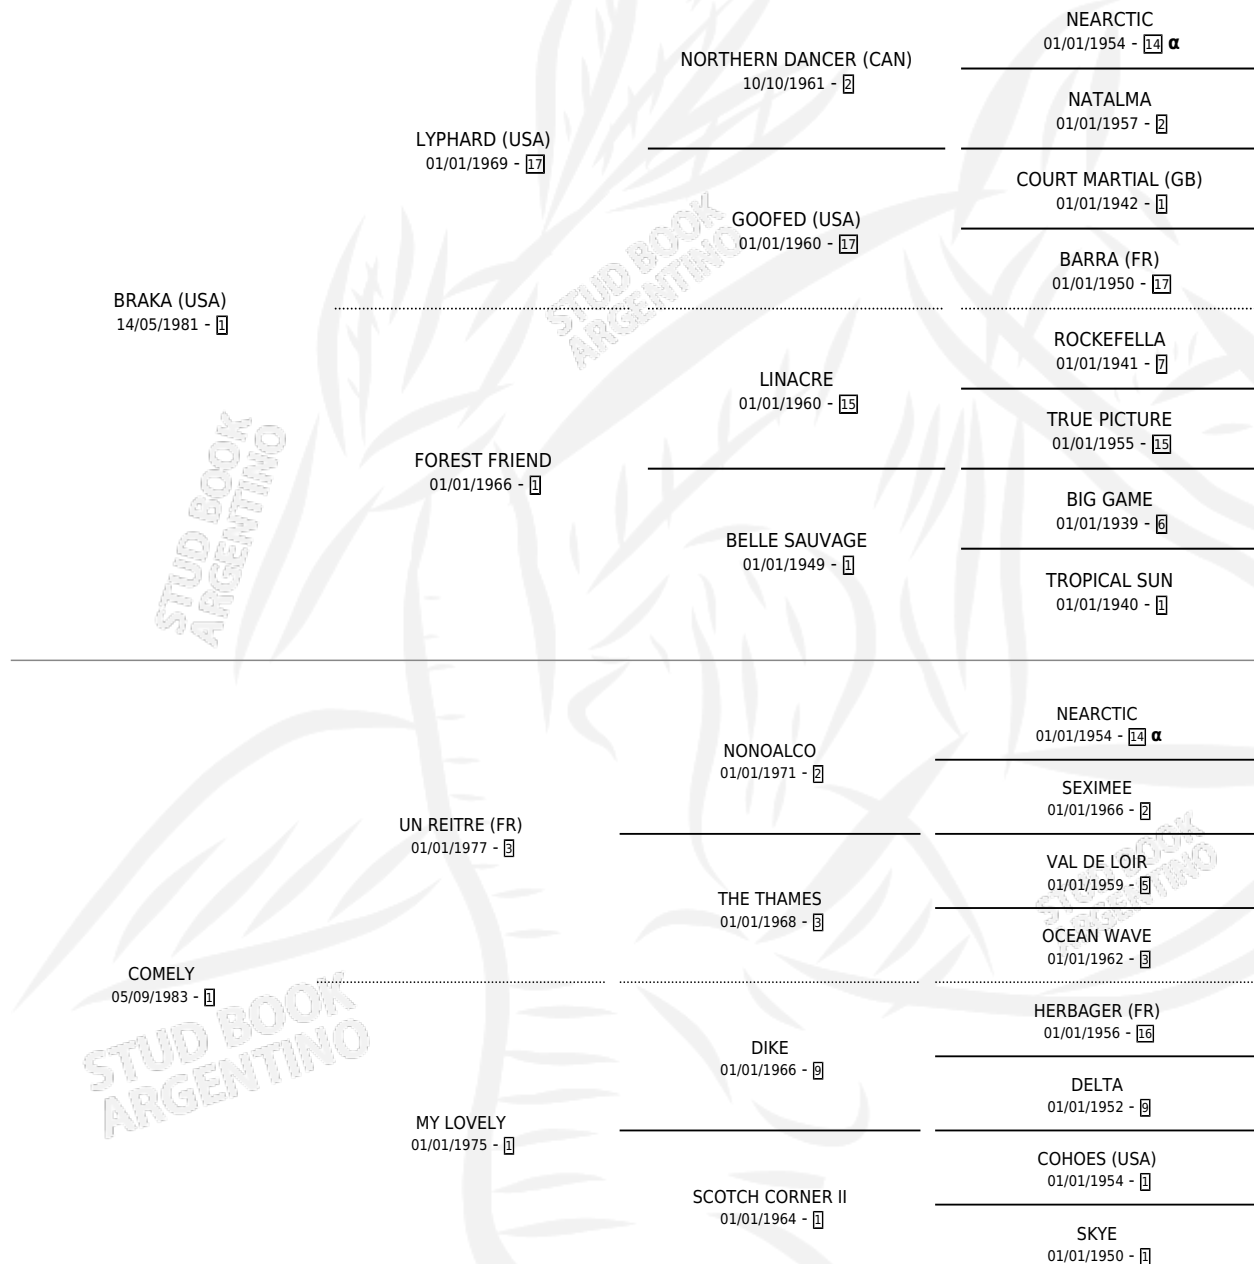 NEARCTIC
01/01/1954 - 14 α
NORTHERN DANCER (CAN)
10/10/1961 - 2
NATALMA
01/01/1957 - 2
LYPHARD (USA)
01/01/1969 - 17
COURT MARTIAL (GB)
01/01/1942 - 1
GOOFED (USA)
01/01/1960 - 17
BARRA (FR)
01/01/1950 - 17
STUD BOOK
ARGENTINO
BRAKA (USA)
14/05/1981 - 1
ROCKEFELLA
01/01/1941 - 7
LINACRE
01/01/1960 - 15
TRUE PICTURE
01/01/1955 - 15
FOREST FRIEND
01/01/1966 - 1
BIG GAME
01/01/1939 - 6
BELLE SAUVAGE
01/01/1949 - 1
TROPICAL SUN
01/01/1940 - 1
STUD BOOK
ARGENTINO
NEARCTIC
01/01/1954 - 14 α
NONOALCO
01/01/1971 - 2
SEXIMEE
01/01/1966 - 2
UN REITRE (FR)
01/01/1977 - 3
VAL DE LOIR
01/01/1959 - 5
STUD BOOK
ARGENTINO
THE THAMES
01/01/1968 - 3
OCEAN WAVE
01/01/1962 - 3
COMELY
05/09/1983 - 1
STUD BOOK
ARGENTINO
HERBAGER (FR)
01/01/1956 - 16
DIKE
01/01/1966 - 9
DELTA
01/01/1952 - 9
MY LOVELY
01/01/1975 - 1
COHOES (USA)
01/01/1954 - 1
SCOTCH CORNER II
01/01/1964 - 1
SKYE
01/01/1950 - 1